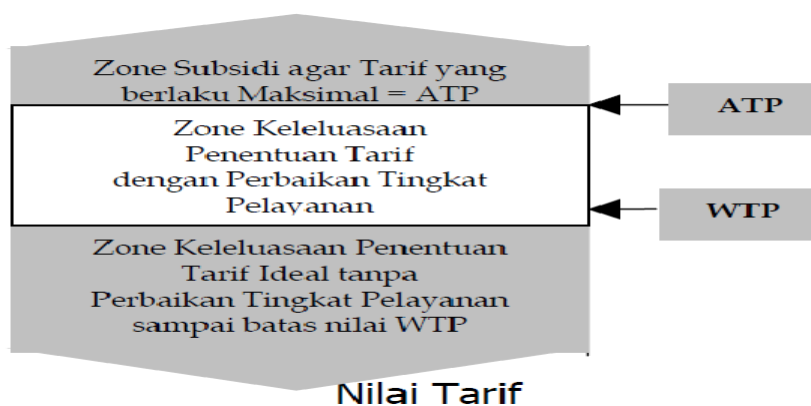 Zone Subsidi agar Tarif yang
berlaku Maksimal = ATP
ATP
Zone Keleluasaan
Penentuan Tarif
dengan Perbaikan Tingkat
Pelayanan
WTP
Zone Keleluasaan Penentuan
Tarif Ideal tanpa
Perbaikan Tingkat Pelayanan
sampai batas nilai WTP
Nilai Tarif